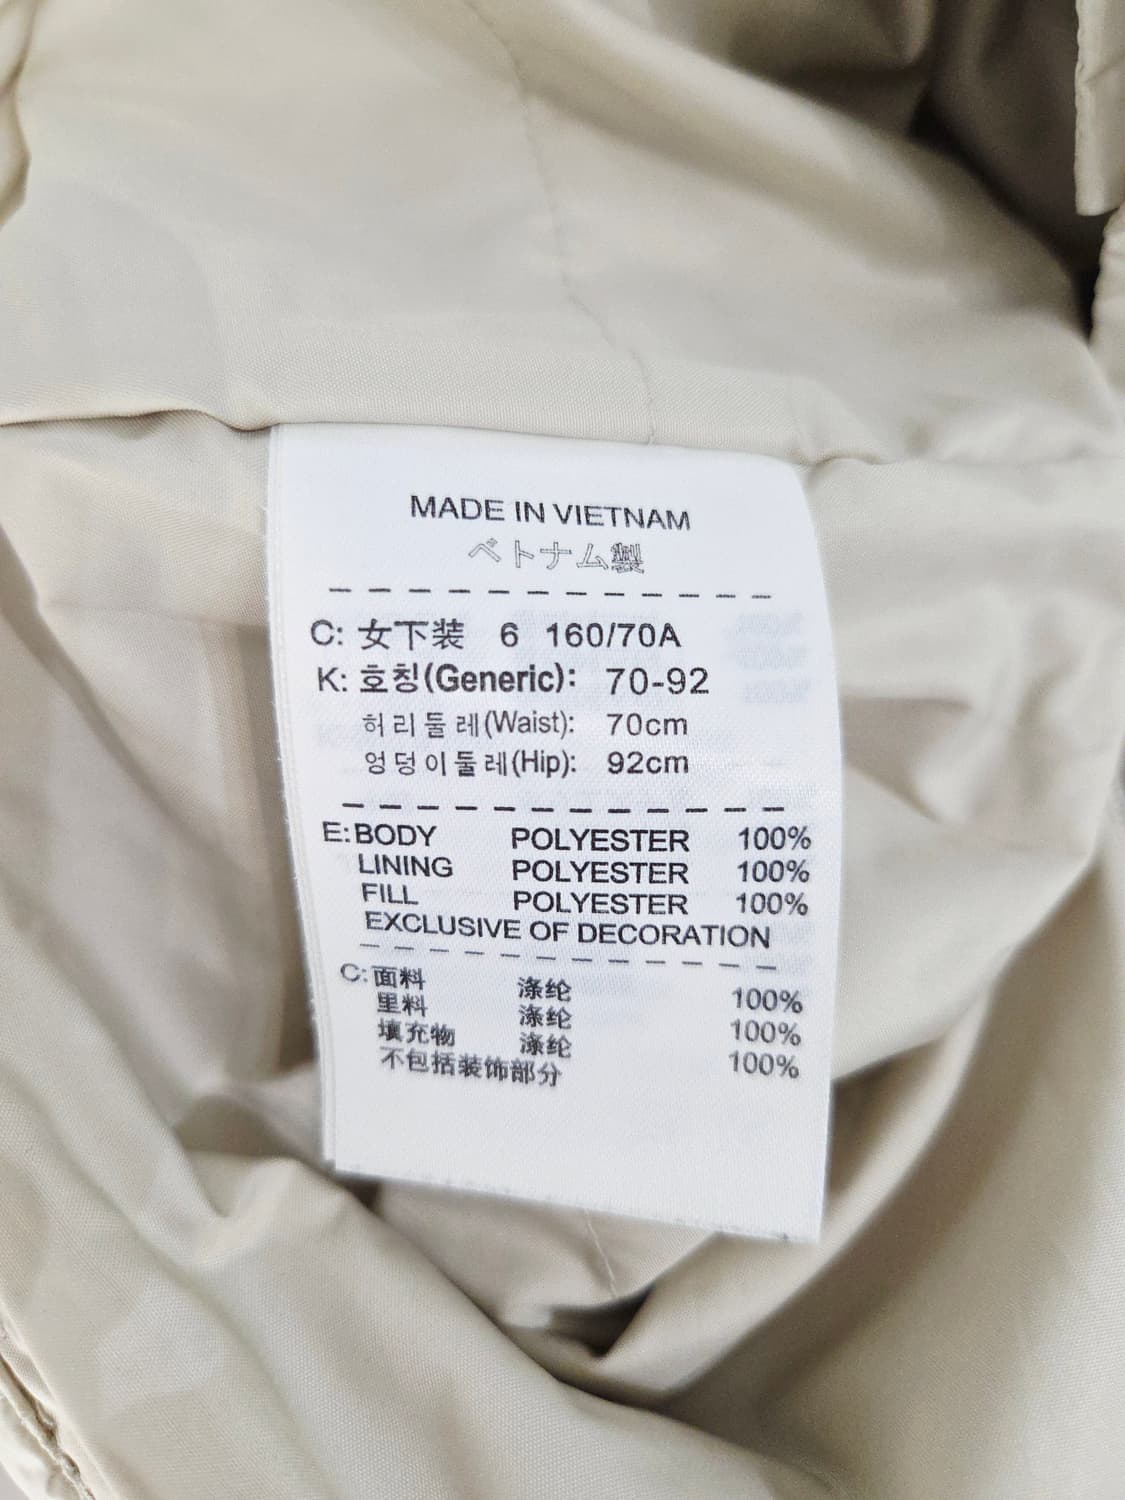 MADE IN VIETNAM
ベトナム製
C: 女下装 6 160/70A
K: 호칭(Generic): 70-92
허리둘레(Waist): 70cm
엉덩이둘레(Hip): 92cm
E: BODY POLYESTER 100%
LINING POLYESTER 100%
FILL POLYESTER 100%
EXCLUSIVE OF DECORATION
C: 面料 涤纶 100%
里料 涤纶 100%
填充物 涤纶 100%
不包括装饰部分